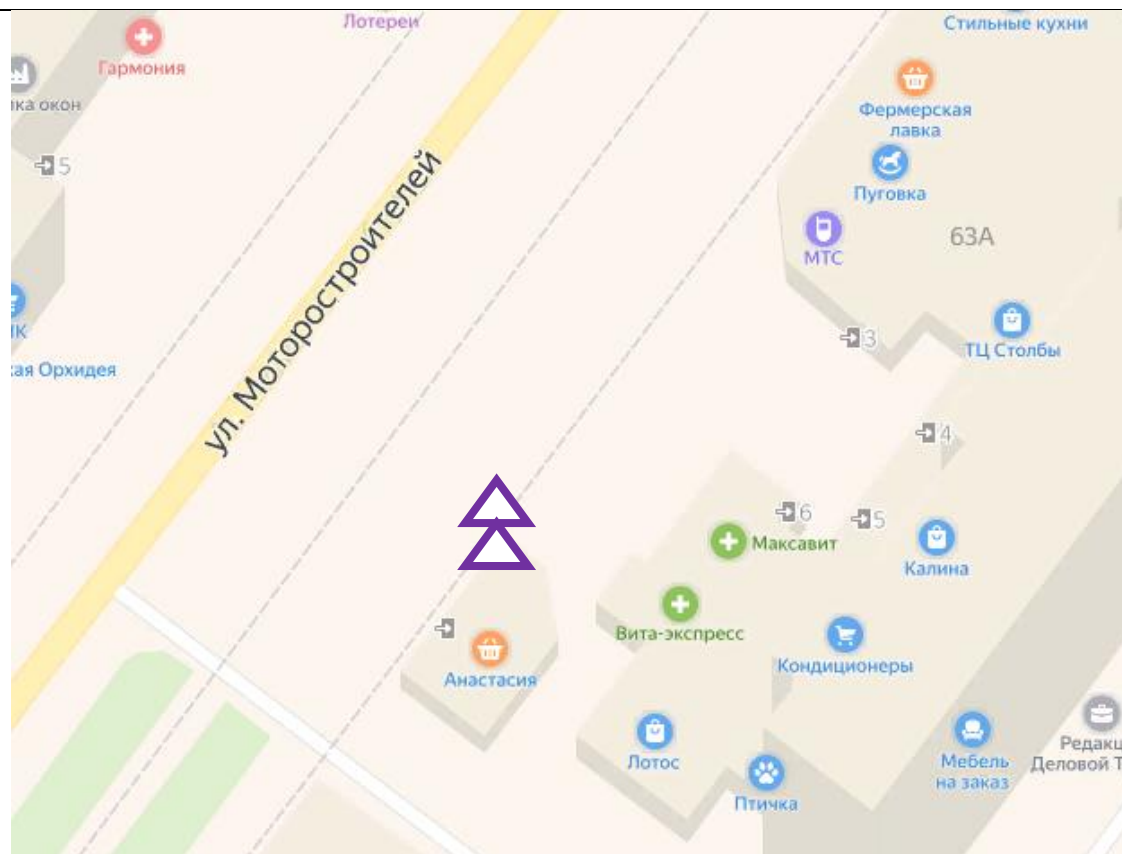 Лотереи
Стильные кухни
Гармония
ка окон
Фермерская
лавка
5
Пуговка
ул. Моторостроителей
63А
МТС
ТЦ Столбы
3
ая Орхидея
4
6
5
Максавит
Калина
Вита-экспресс
Кондиционеры
Анастасия
Лотос
Мебель
на заказ
Редакц
Деловой Т
Птичка